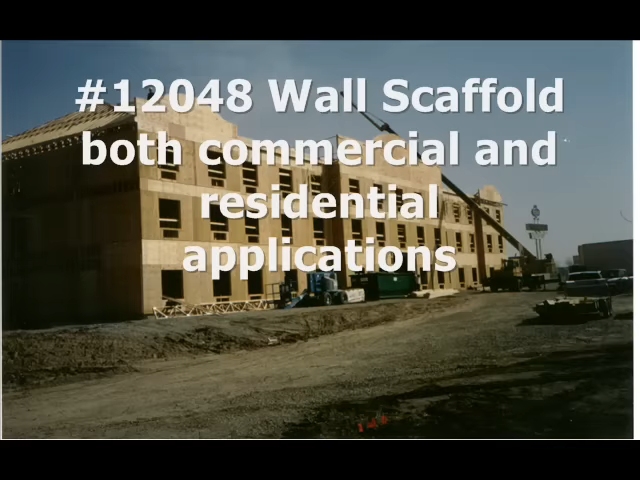 #12048 Wall Scaffold
both commercial and
residential
applications